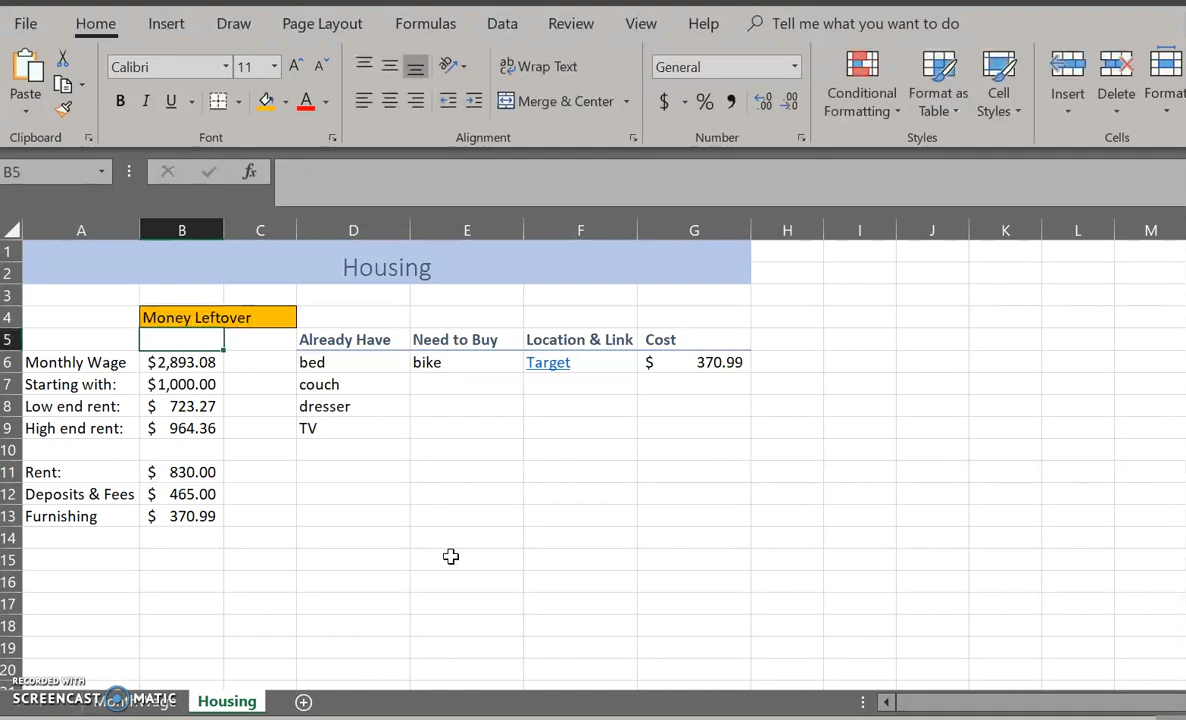 File Home Insert Draw Page Layout Formulas Data Review View Help Tell me what you want to do
Paste
Calibri 11 A A
Wrap Text
General
B I U A
Merge & Center
$ % , .00 .00
Conditional Formatting
Format as Table
Cell Styles
Insert Delete Format
Clipboard Font Alignment Number Styles Cells
B5 fx
A B C D E F G H I J K L M
1
2 Housing
3
4 Money Leftover
5 Already Have Need to Buy Location & Link Cost
6 Monthly Wage $2,893.08 bed bike Target $ 370.99
7 Starting with: $1,000.00 couch
8 Low end rent: $ 723.27 dresser
9 High end rent: $ 964.36 TV
10
11 Rent: $ 830.00
12 Deposits & Fees $ 465.00
13 Furnishing $ 370.99
14
15
16
17
18
19
20
RECORDED WITH
SCREENCAST MATIC
Housing